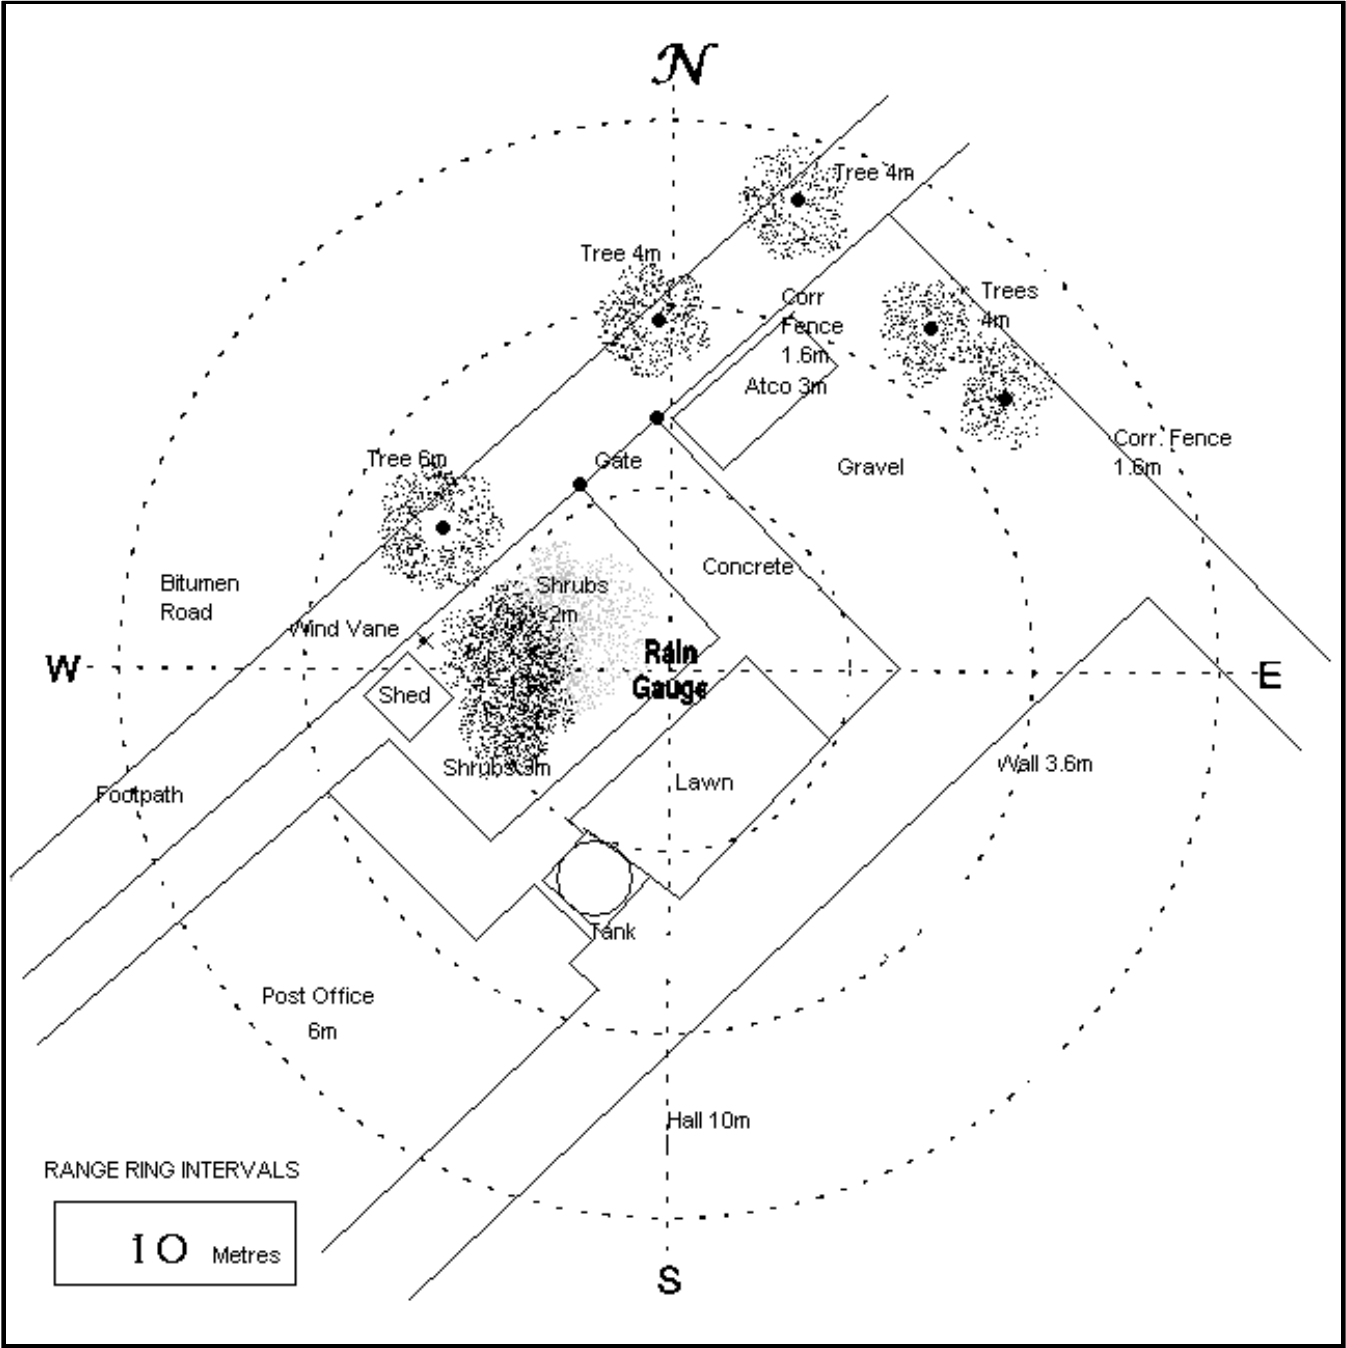 N
Tree 4m
Tree 4m
Corr
Fence
1.6m
Trees
4m
Atco 3m
Corr. Fence
1.6m
Tree 6m
Gate
Gravel
Concrete
Bitumen
Road
Shrubs
2m
Wind Vane
Rain
Gauge
W
E
Shed
Shrubs 3m
Lawn
Wall 3.6m
Footpath
Tank
Post Office
6m
Hall 10m
RANGE RING INTERVALS
10 Metres
S